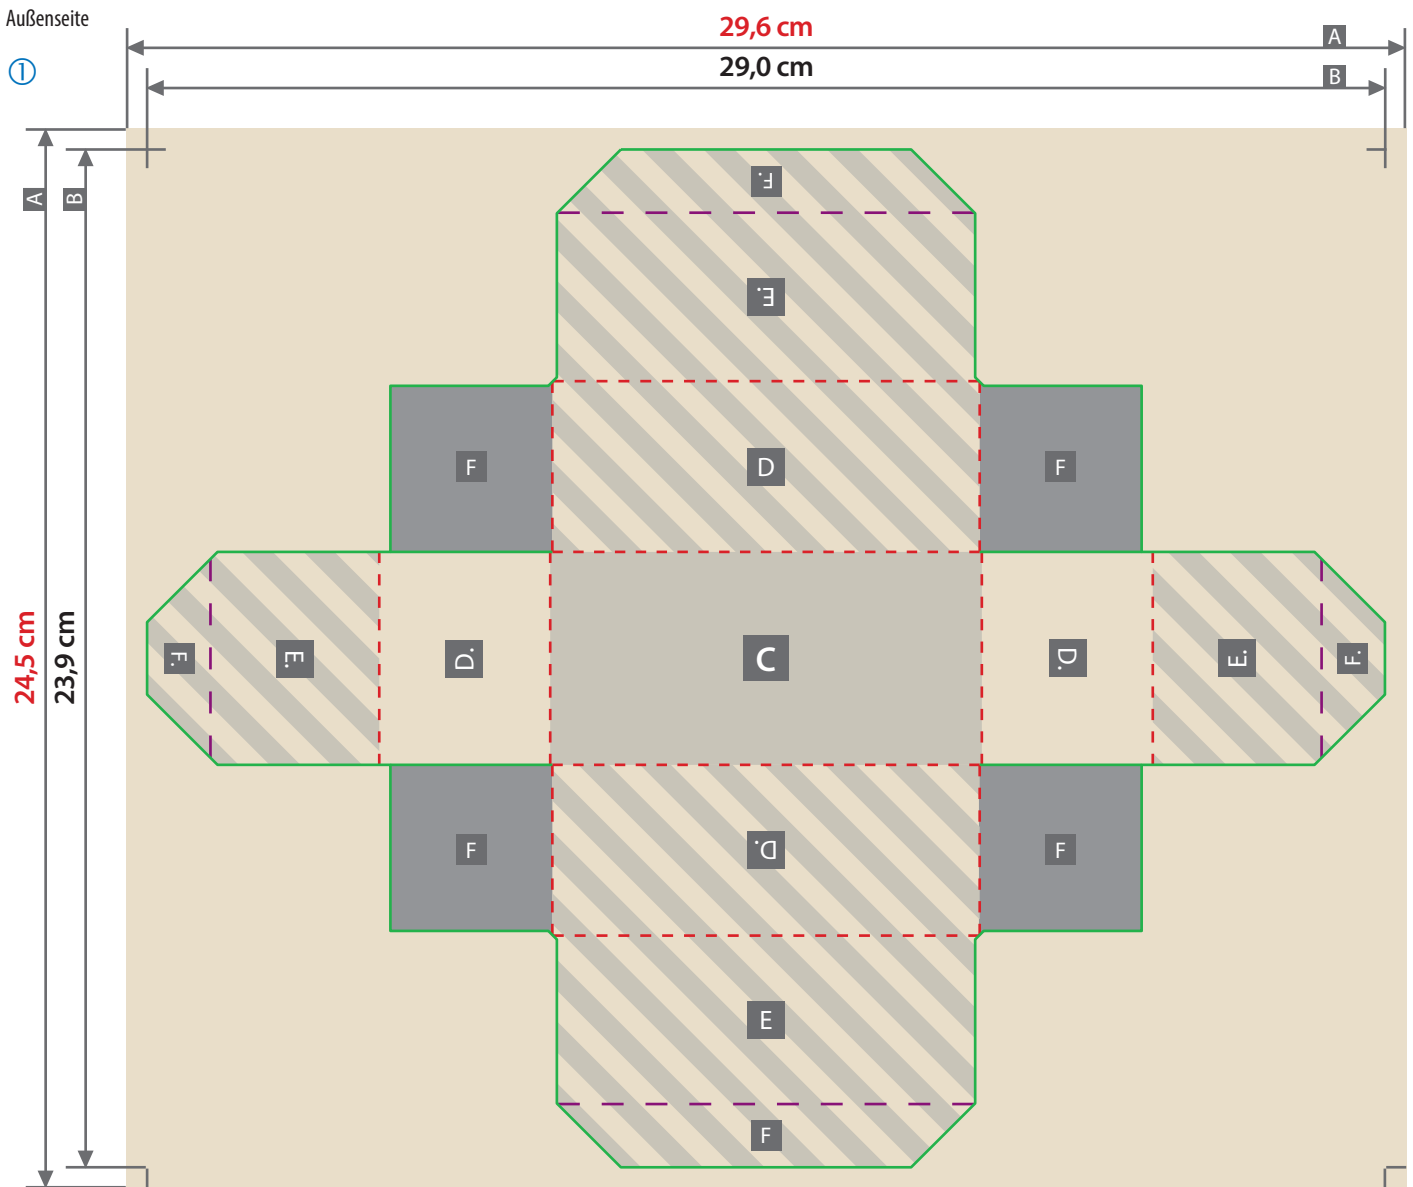 Außenseite
①
29,6 cm
A
29,0 cm
B
A
B
F.
E.
F
D
F
24,5 cm
23,9 cm
F.
E.
D.
C
D.
E.
F.
F
D.
F
E
F